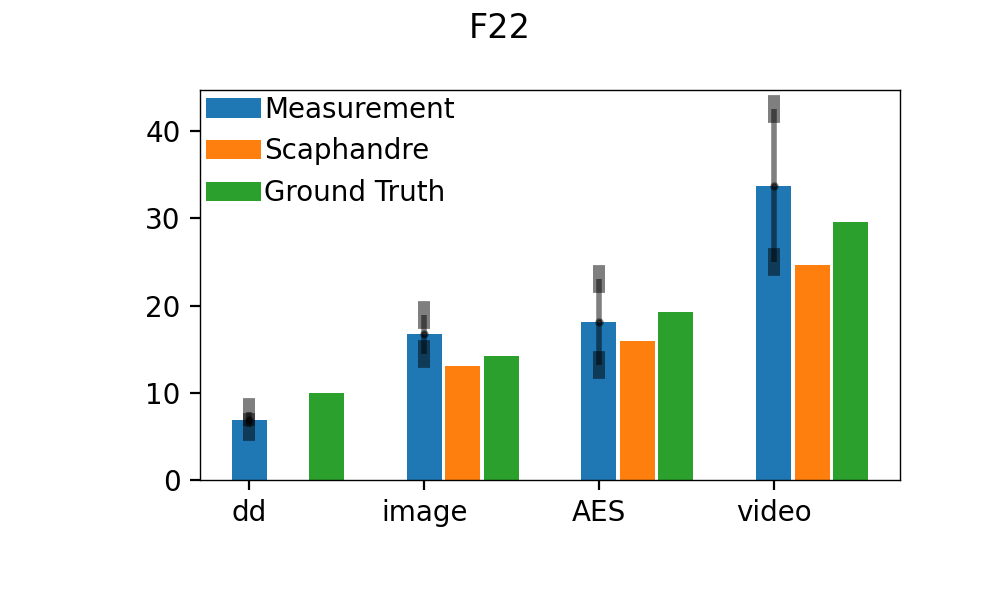 F22
Measurement
Scaphandre
Ground Truth
40
30
20
10
0
dd image AES video